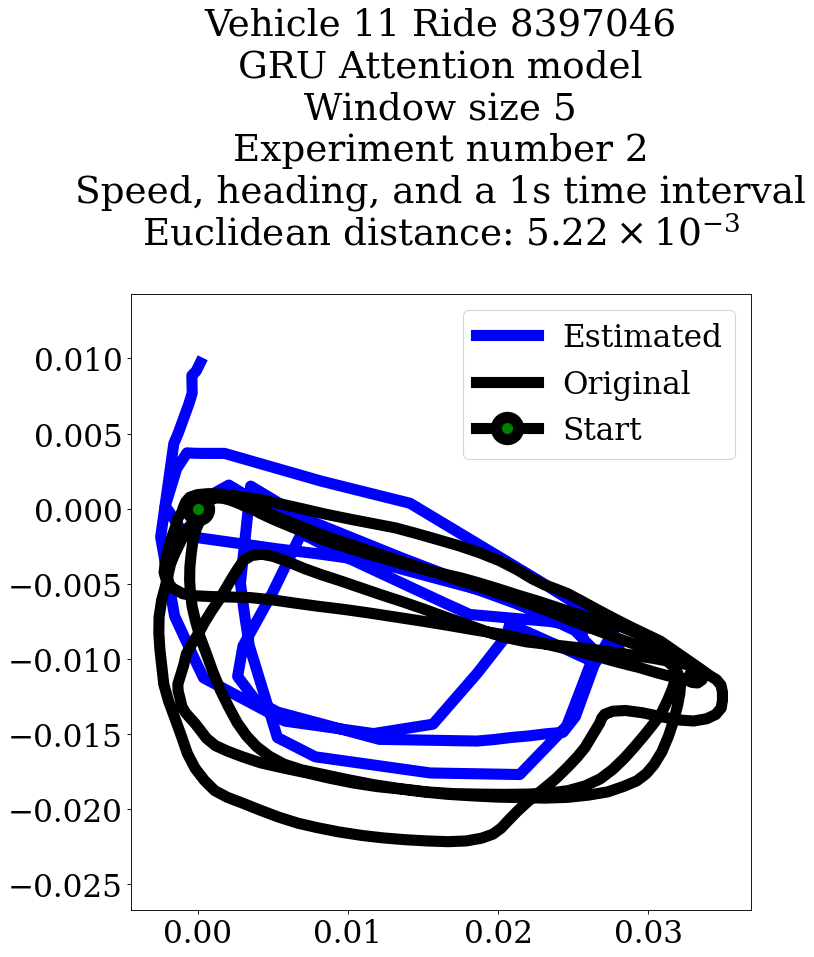 Vehicle 11 Ride 8397046
GRU Attention model
Window size 5
Experiment number 2
Speed, heading, and a 1s time interval
Euclidean distance: 5.22 × 10⁻³
Estimated
Original
Start
0.010
0.005
0.000
−0.005
−0.010
−0.015
−0.020
−0.025
0.00
0.01
0.02
0.03